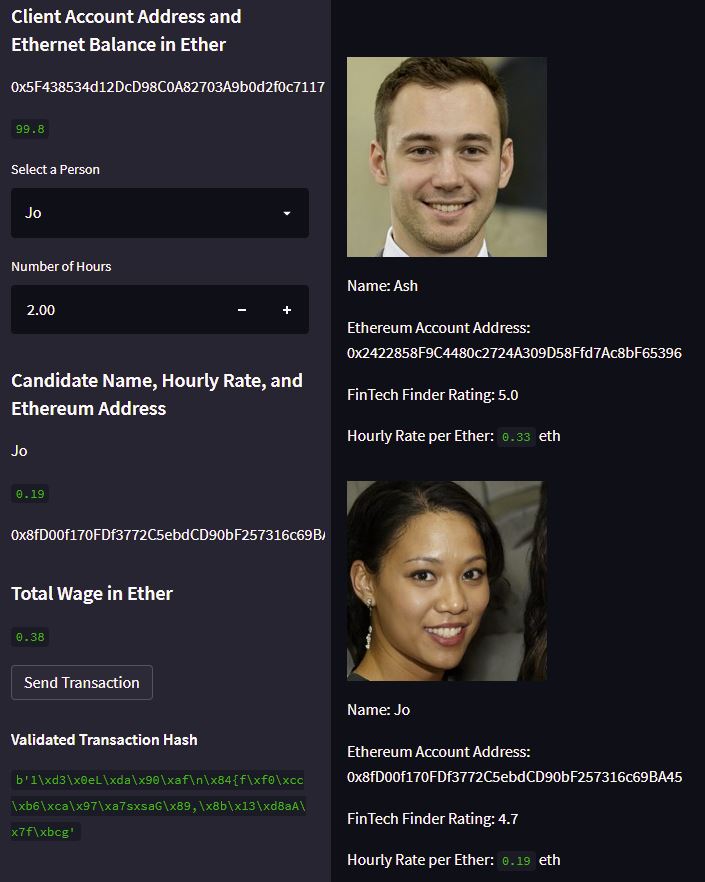 Client Account Address and
Ethernet Balance in Ether
0x5F438534d12DcD98C0A82703A9b0d2f0c7117
99.8
Select a Person
Jo
Number of Hours
2.00
Candidate Name, Hourly Rate, and
Ethereum Address
Jo
0.19
0x8fD00f170FDf3772C5ebdCD90bF257316c69BA
Total Wage in Ether
0.38
Send Transaction
Validated Transaction Hash
b'1\xd3\x0eL\xda\x90\xaf\n\x84{f\xf0\xcc
\xb6\xca\x97\xa7sxsaG\x89,\x8b\x13\xd8aA\
x7f\xbcg'
Name: Ash
Ethereum Account Address:
0x2422858F9C4480c2724A309D58Ffd7Ac8bF65396
FinTech Finder Rating: 5.0
Hourly Rate per Ether: 0.33 eth
Name: Jo
Ethereum Account Address:
0x8fD00f170FDf3772C5ebdCD90bF257316c69BA45
FinTech Finder Rating: 4.7
Hourly Rate per Ether: 0.19 eth